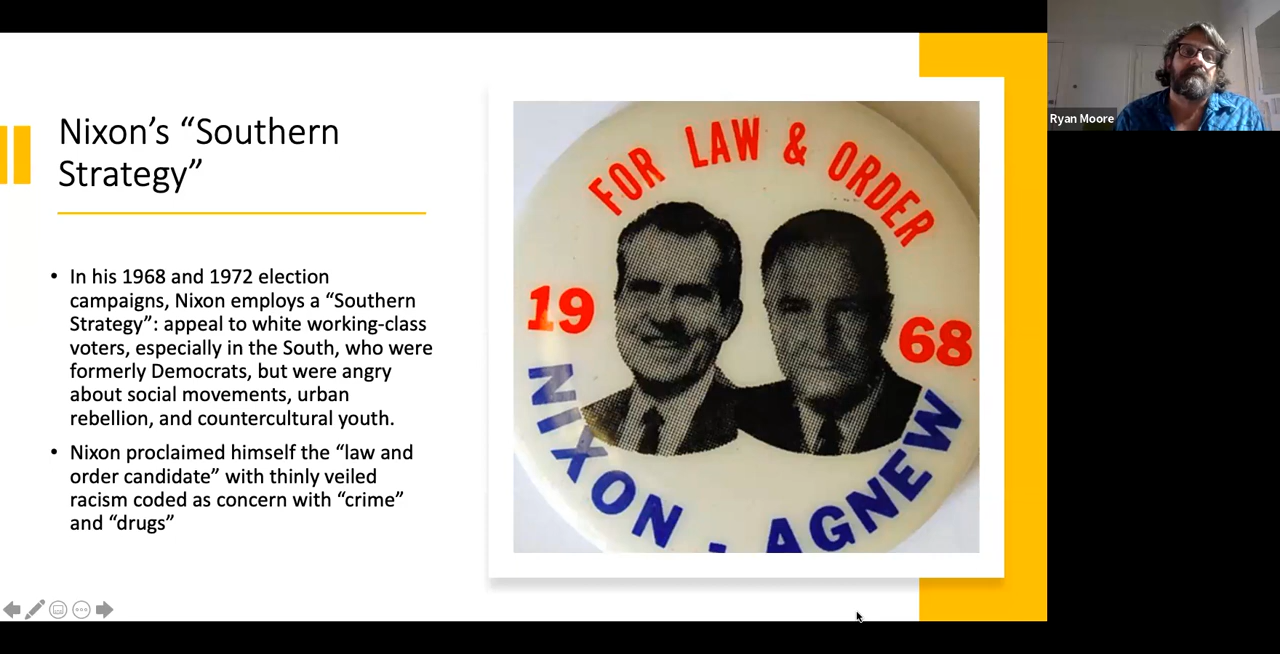 Nixon’s “Southern
Strategy”
• In his 1968 and 1972 election
campaigns, Nixon employs a “Southern
Strategy”: appeal to white working-class
voters, especially in the South, who were
formerly Democrats, but were angry
about social movements, urban
rebellion, and countercultural youth.
• Nixon proclaimed himself the “law and
order candidate” with thinly veiled
racism coded as concern with “crime”
and “drugs”
FOR LAW & ORDER
19 68
NIXON - AGNEW
Ryan Moore